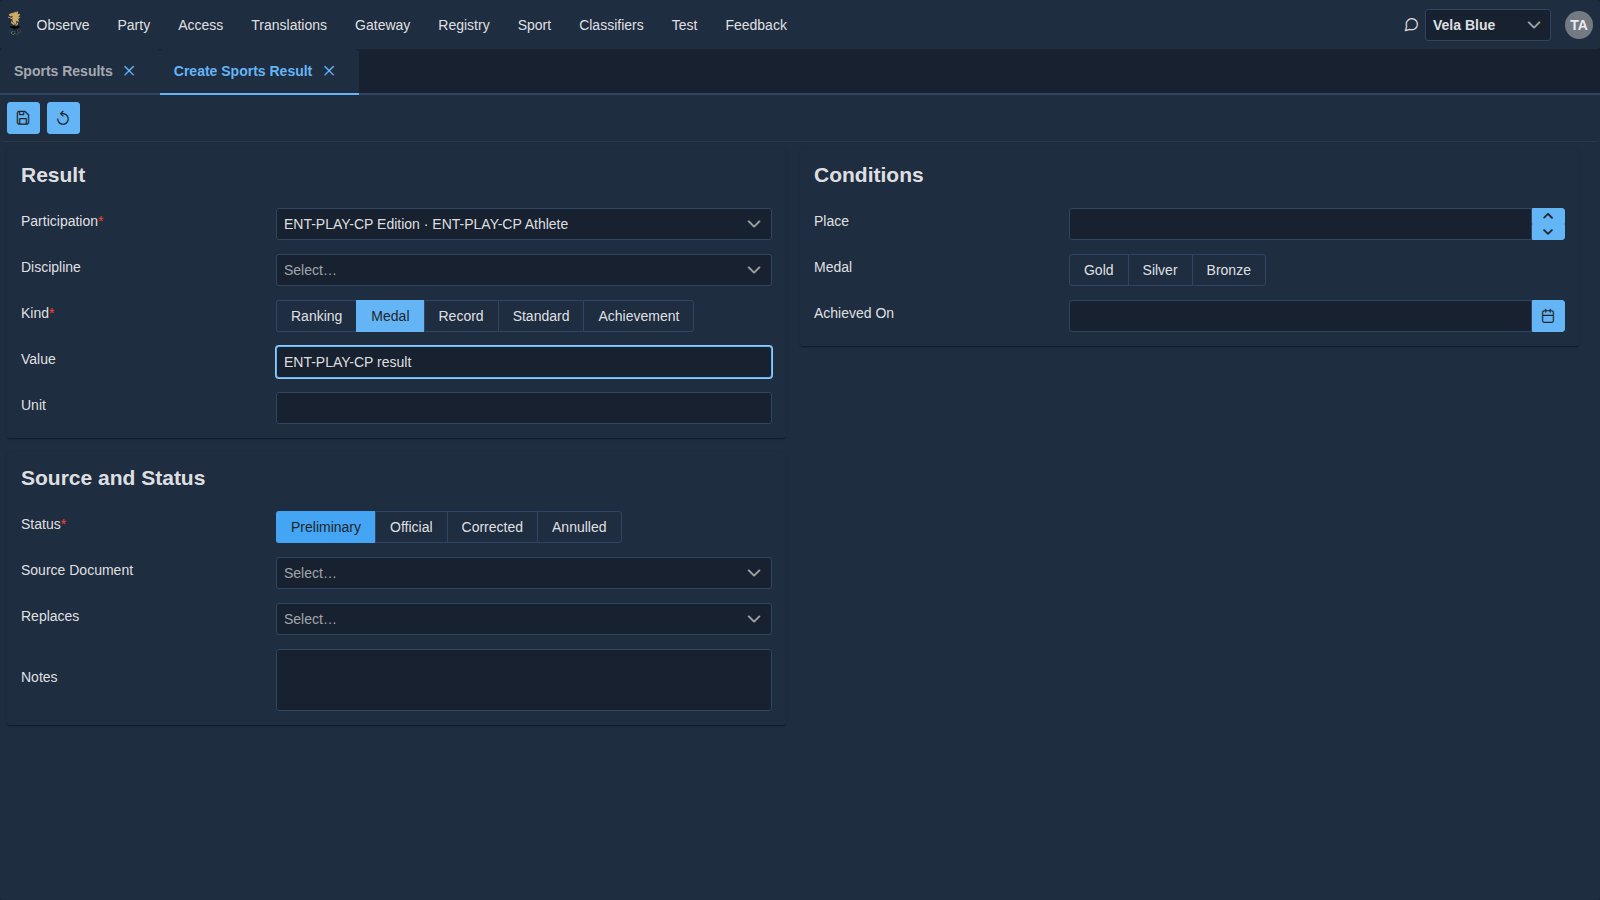 Observe Party Access Translations Gateway Registry Sport Classifiers Test Feedback Vela Blue TA
Sports Results Create Sports Result
Result
Participation*
ENT-PLAY-CP Edition · ENT-PLAY-CP Athlete
Discipline
Select…
Kind*
Ranking Medal Record Standard Achievement
Value
ENT-PLAY-CP result
Unit
Conditions
Place
Medal
Gold Silver Bronze
Achieved On
Source and Status
Status*
Preliminary Official Corrected Annulled
Source Document
Select…
Replaces
Select…
Notes